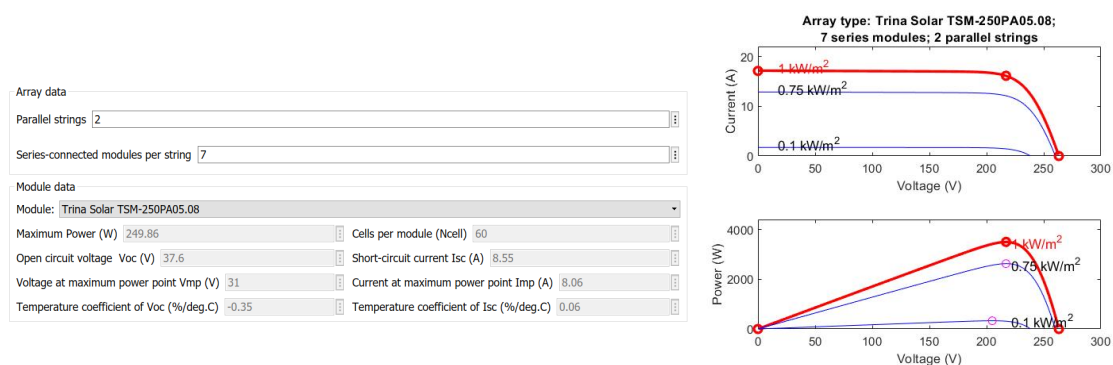 Array data
Parallel strings 2
Series-connected modules per string 7
Module data
Module: Trina Solar TSM-250PA05.08
Maximum Power (W) 249.86 Cells per module (Ncell) 60
Open circuit voltage Voc (V) 37.6 Short-circuit current Isc (A) 8.55
Voltage at maximum power point Vmp (V) 31 Current at maximum power point Imp (A) 8.06
Temperature coefficient of Voc (%/deg.C) -0.35 Temperature coefficient of Isc (%/deg.C) 0.06
Array type: Trina Solar TSM-250PA05.08;
7 series modules; 2 parallel strings
20
10
0
Current (A)
1 kW/m²
0.75 kW/m²
0.1 kW/m²
0 50 100 150 200 250 300
Voltage (V)
4000
2000
0
Power (W)
1 kW/m²
0.75 kW/m²
0.1 kW/m²
0 50 100 150 200 250 300
Voltage (V)